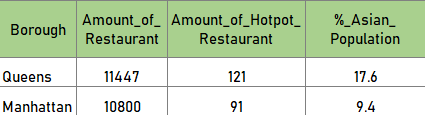 Borough Amount_of_ Restaurant Amount_of_Hotpot_ Restaurant %_Asian_ Population
Queens 11447 121 17.6
Manhattan 10800 91 9.4